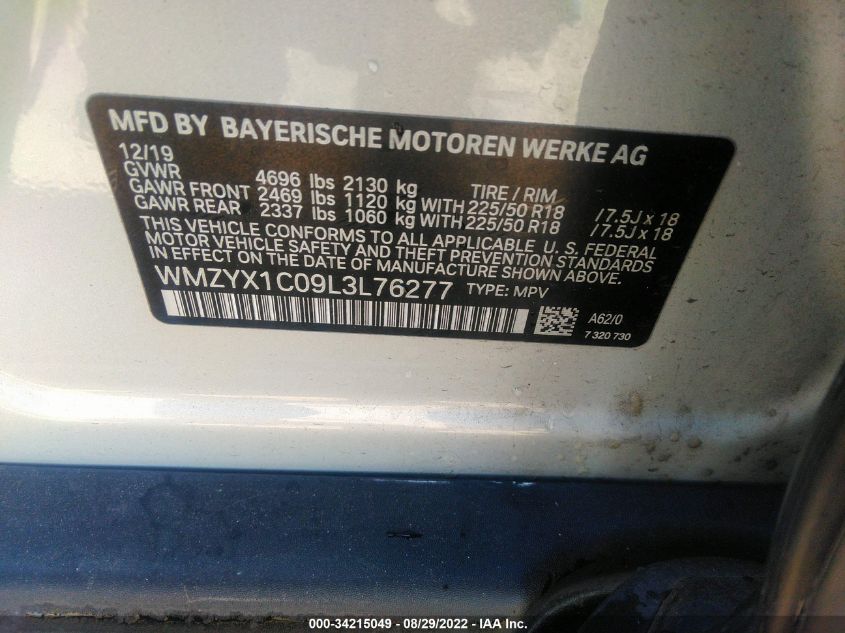 MFD BY BAYERISCHE MOTOREN WERKE AG
12/19
GVWR 4696 lbs 2130 kg TIRE / RIM
GAWR FRONT 2469 lbs 1120 kg WITH 225/50 R18 /7.5J x 18
GAWR REAR 2337 lbs 1060 kg WITH 225/50 R18 /7.5J x 18
THIS VEHICLE CONFORMS TO ALL APPLICABLE U. S. FEDERAL
MOTOR VEHICLE SAFETY AND THEFT PREVENTION STANDARDS
IN EFFECT ON THE DATE OF MANUFACTURE SHOWN ABOVE.
WMZYX1C09L3L76277 TYPE: MPV
A62/0
7 320 730
000-34215049 - 08/29/2022 - IAA Inc.